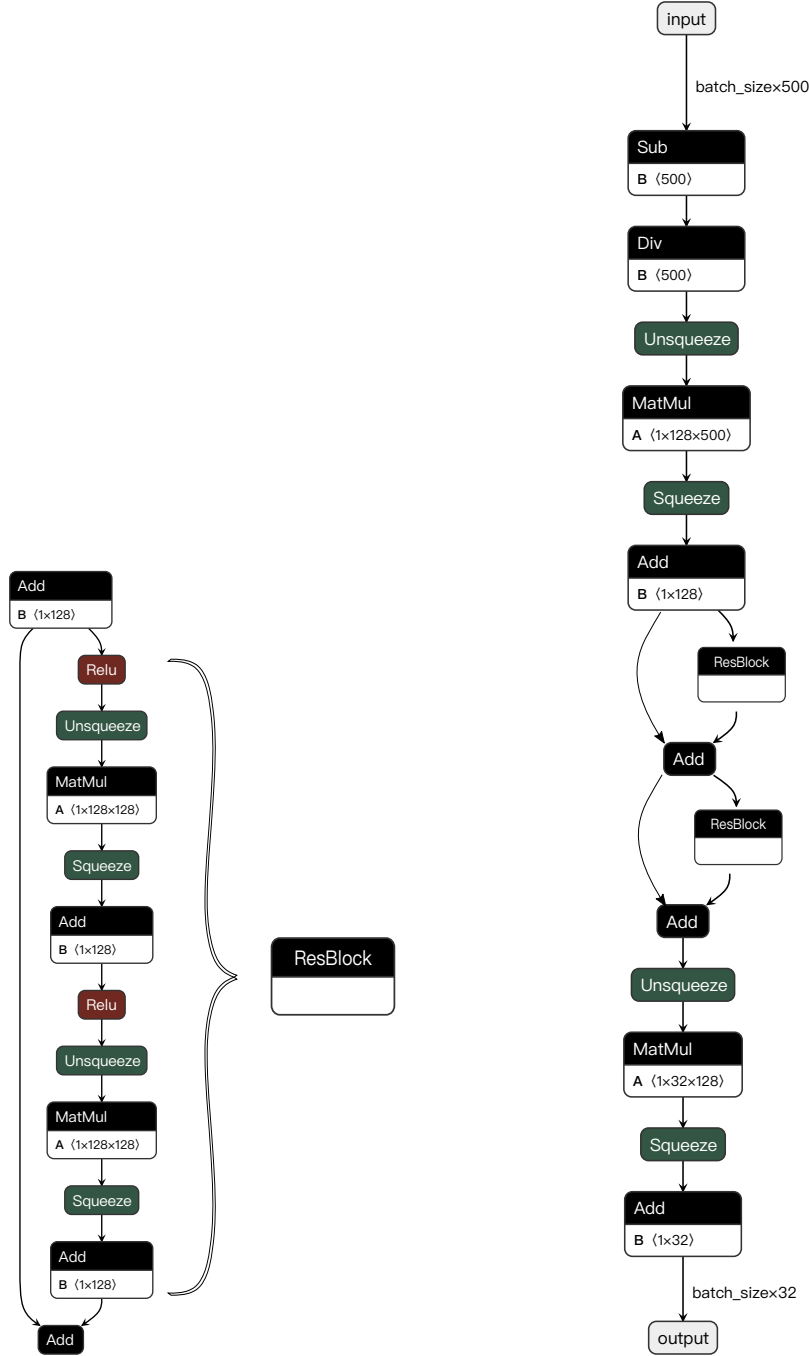 Add
B ⟨1×128⟩
Relu
Unsqueeze
MatMul
A ⟨1×128×128⟩
Squeeze
Add
B ⟨1×128⟩
Relu
Unsqueeze
MatMul
A ⟨1×128×128⟩
Squeeze
Add
B ⟨1×128⟩
Add
ResBlock
input
batch_size×500
Sub
B ⟨500⟩
Div
B ⟨500⟩
Unsqueeze
MatMul
A ⟨1×128×500⟩
Squeeze
Add
B ⟨1×128⟩
ResBlock
Add
ResBlock
Add
Unsqueeze
MatMul
A ⟨1×32×128⟩
Squeeze
Add
B ⟨1×32⟩
batch_size×32
output